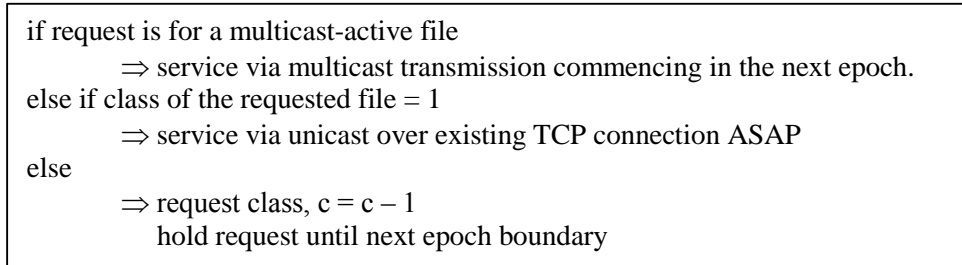 if request is for a multicast-active file
⇒ service via multicast transmission commencing in the next epoch.
else if class of the requested file = 1
⇒ service via unicast over existing TCP connection ASAP
else
⇒ request class, c = c – 1
hold request until next epoch boundary